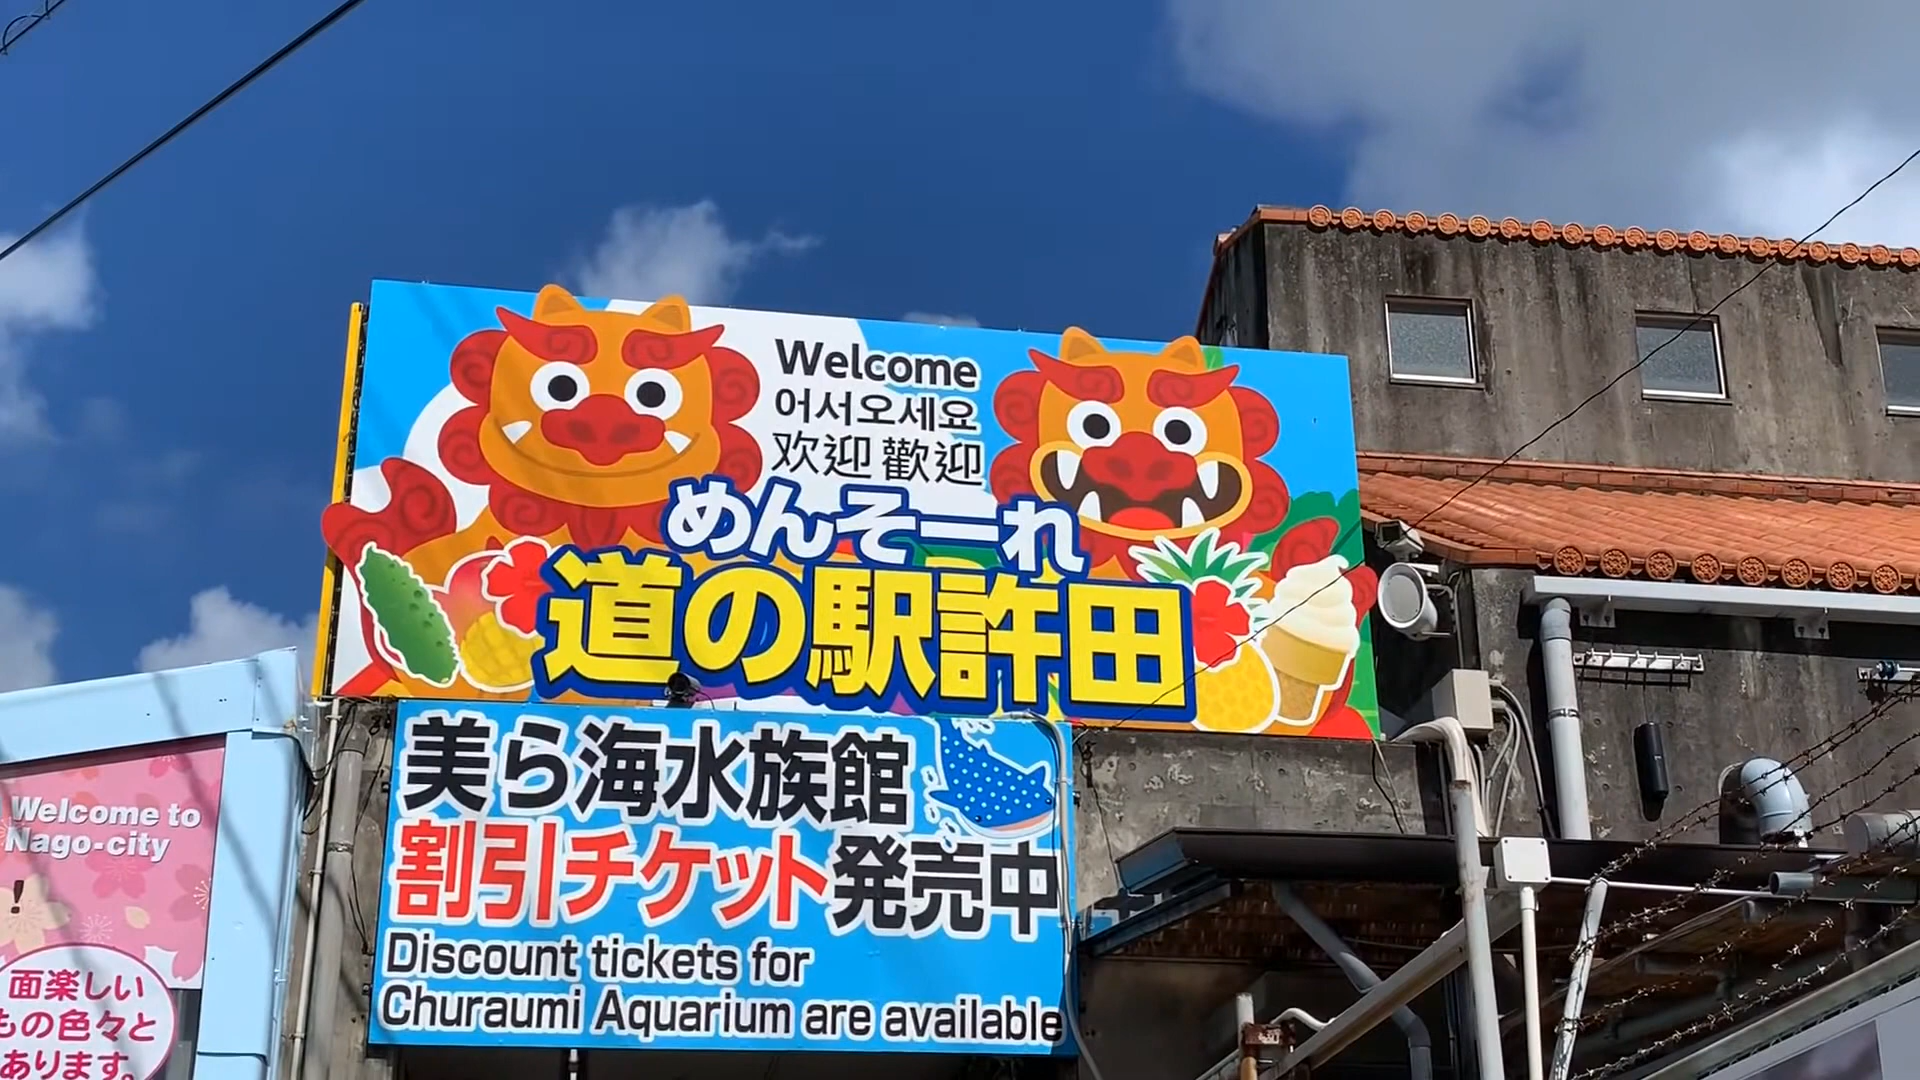 Welcome
어서오세요
欢迎 歡迎
めんそーれ
道の駅許田
美ら海水族館
割引チケット発売中
Discount tickets for
Churaumi Aquarium are available
Welcome to
Nago-city
!
面楽しい
もの色々と
あります。